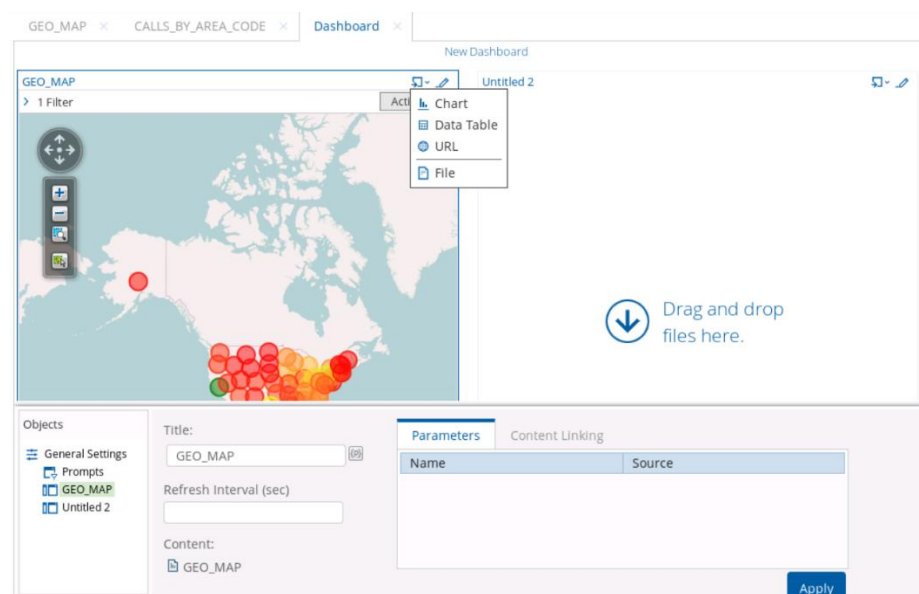 GEO_MAP
CALLS_BY_AREA_CODE
Dashboard
New Dashboard
GEO_MAP
Untitled 2
1 Filter
Chart
Data Table
URL
File
Drag and drop
files here.
Objects
General Settings
Prompts
GEO_MAP
Untitled 2
Title:
GEO_MAP
Refresh Interval (sec)
Content:
GEO_MAP
Parameters
Content Linking
Name
Source
Apply